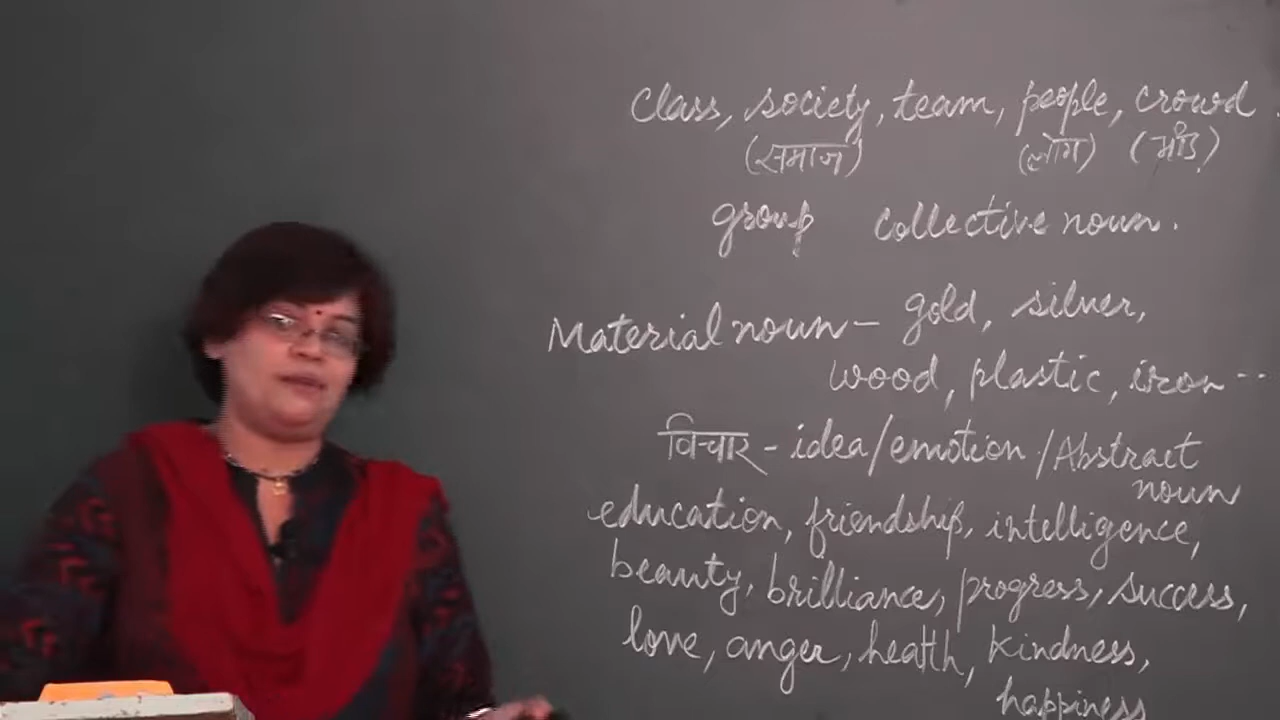 class, society, team, people, crowd.
(समाज) (लोग) (भीड़)
group collective noun.
Material noun - gold, silver,
wood, plastic, iron --
विचार - idea/emotion/Abstract
noun
education, friendship, intelligence,
beauty, brilliance, progress, success,
love, anger, health, kindness,
happiness